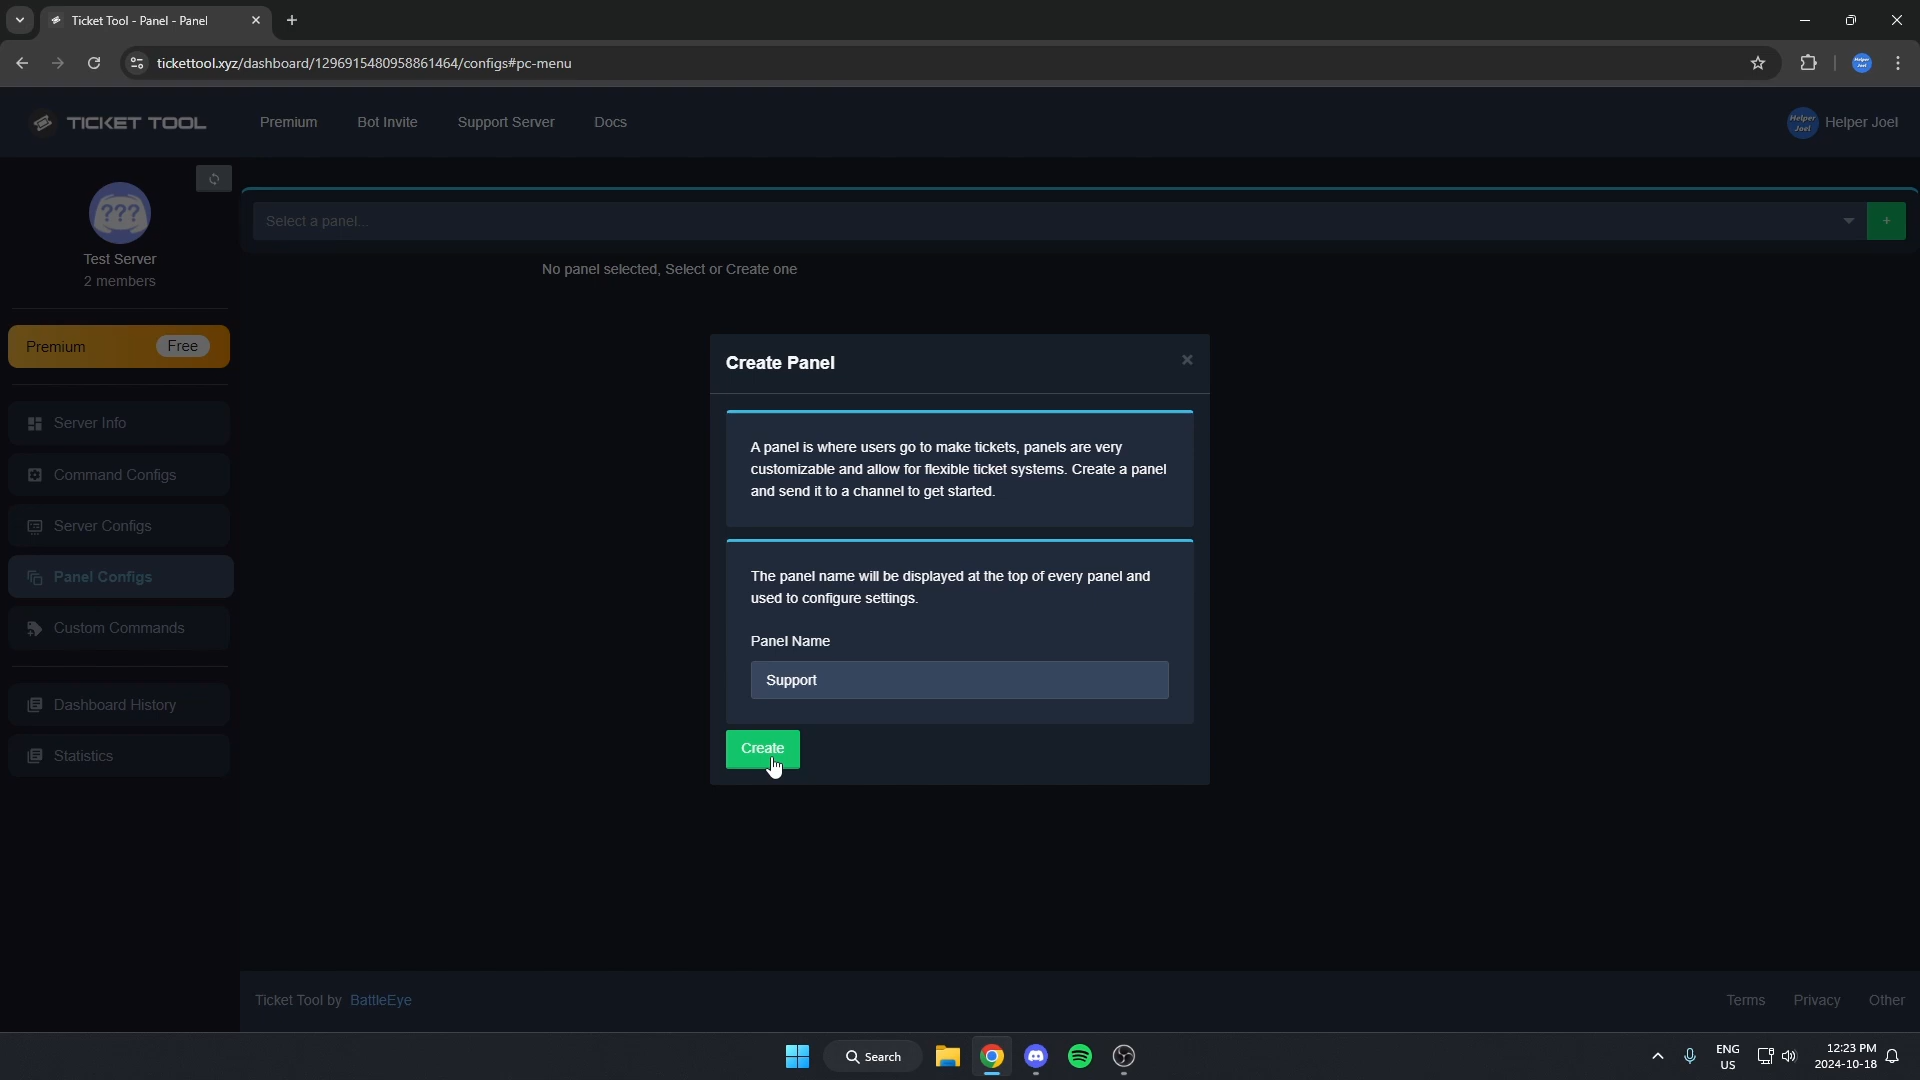 Ticket Tool - Panel - Panel
tickettool.xyz/dashboard/1296915480958861464/configs#pc-menu
TICKET TOOL
Premium
Bot Invite
Support Server
Docs
Helper Joel
Helper Joel
???
Test Server
2 members
Select a panel...
+
No panel selected, Select or Create one
Premium
Free
Server Info
Command Configs
Server Configs
Panel Configs
Custom Commands
Dashboard History
Statistics
Create Panel
A panel is where users go to make tickets, panels are very
customizable and allow for flexible ticket systems. Create a panel
and send it to a channel to get started.
The panel name will be displayed at the top of every panel and
used to configure settings.
Panel Name
Support
Create
Ticket Tool by BattleEye
Terms
Privacy
Other
Search
ENG
US
12:23 PM
2024-10-18